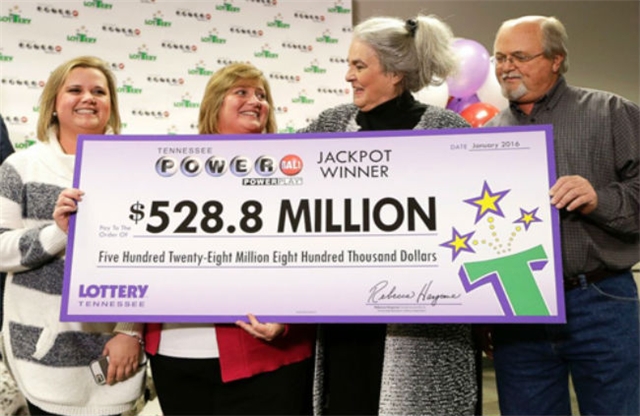 TENNESSEE
POWERBALL
POWERPLAY
JACKPOT
WINNER
DATE January 2016
Pay To The
Order Of
$528.8 MILLION
Five Hundred Twenty-Eight Million Eight Hundred Thousand Dollars
LOTTERY
TENNESSEE
Rebecca Hargrove
T
LOTTERY